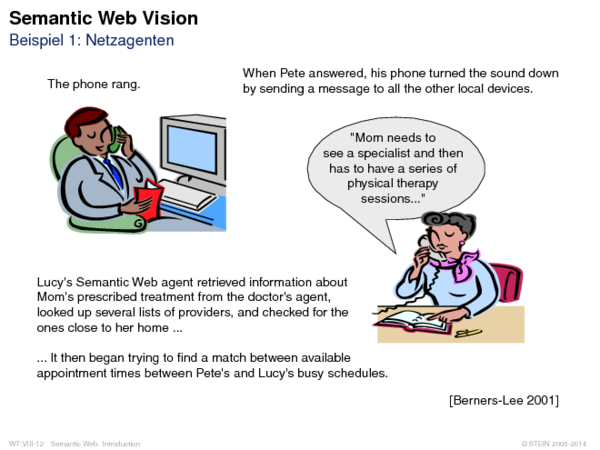 Semantic Web Vision
Beispiel 1: Netzagenten
The phone rang.
When Pete answered, his phone turned the sound down
by sending a message to all the other local devices.
"Mom needs to
see a specialist and then
has to have a series of
physical therapy
sessions..."
Lucy's Semantic Web agent retrieved information about
Mom's prescribed treatment from the doctor's agent,
looked up several lists of providers, and checked for the
ones close to her home ...
... It then began trying to find a match between available
appointment times between Pete's and Lucy's busy schedules.
[Berners-Lee 2001]
WT:VIII-12 Semantic Web: Introduction
© STEIN 2005-2014